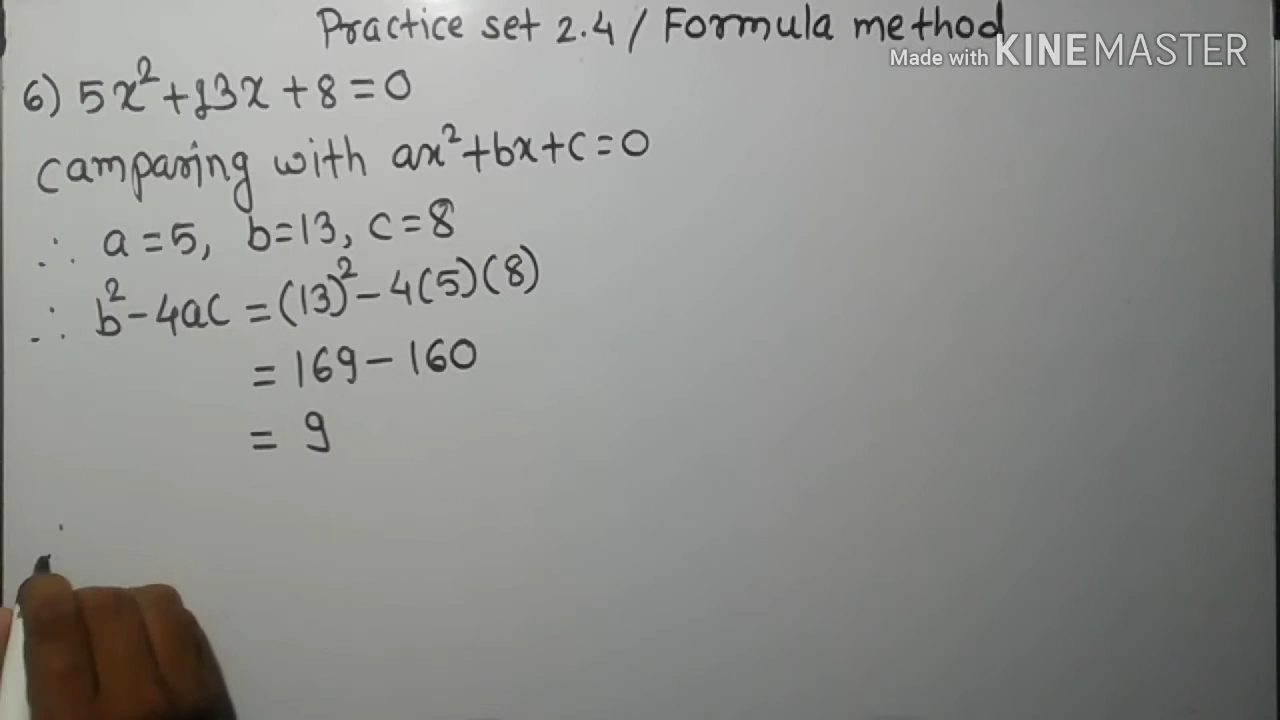 Practice set 2.4 / Formula method
Made with KINEMASTER
6) 5x²+13x+8=0
camparing with ax²+bx+c=0
∴ a=5, b=13, c=8
∴ b²-4ac =(13)²-4(5)(8)
= 169-160
= 9